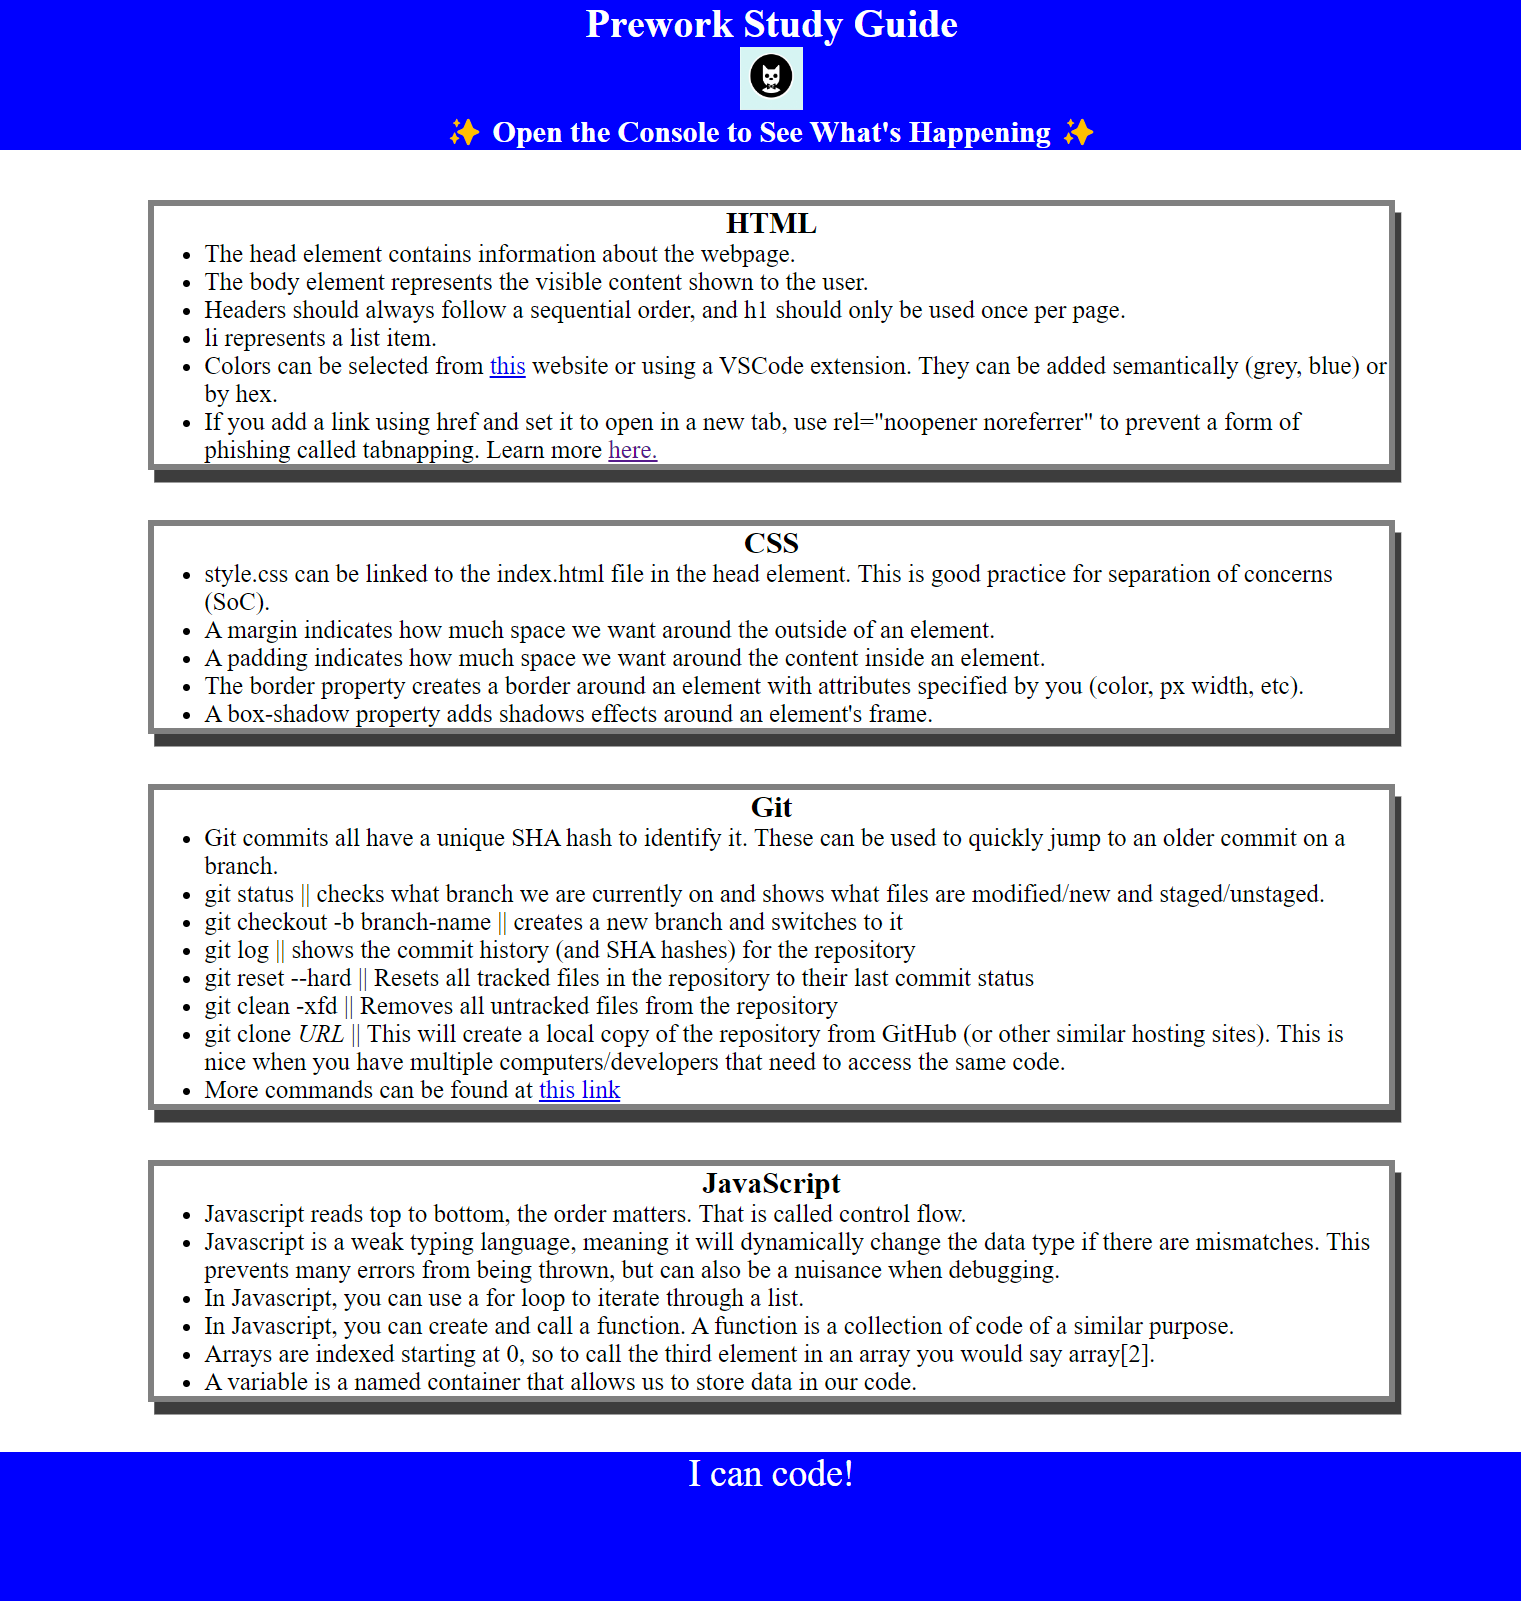 Prework Study Guide
✨ Open the Console to See What's Happening ✨
HTML
• The head element contains information about the webpage.
• The body element represents the visible content shown to the user.
• Headers should always follow a sequential order, and h1 should only be used once per page.
• li represents a list item.
• Colors can be selected from this website or using a VSCode extension. They can be added semantically (grey, blue) or
by hex.
• If you add a link using href and set it to open in a new tab, use rel="noopener noreferrer" to prevent a form of
phishing called tabnapping. Learn more here.
CSS
• style.css can be linked to the index.html file in the head element. This is good practice for separation of concerns
(SoC).
• A margin indicates how much space we want around the outside of an element.
• A padding indicates how much space we want around the content inside an element.
• The border property creates a border around an element with attributes specified by you (color, px width, etc).
• A box-shadow property adds shadows effects around an element's frame.
Git
• Git commits all have a unique SHA hash to identify it. These can be used to quickly jump to an older commit on a
branch.
• git status || checks what branch we are currently on and shows what files are modified/new and staged/unstaged.
• git checkout -b branch-name || creates a new branch and switches to it
• git log || shows the commit history (and SHA hashes) for the repository
• git reset --hard || Resets all tracked files in the repository to their last commit status
• git clean -xfd || Removes all untracked files from the repository
• git clone URL || This will create a local copy of the repository from GitHub (or other similar hosting sites). This is
nice when you have multiple computers/developers that need to access the same code.
• More commands can be found at this link
JavaScript
• Javascript reads top to bottom, the order matters. That is called control flow.
• Javascript is a weak typing language, meaning it will dynamically change the data type if there are mismatches. This
prevents many errors from being thrown, but can also be a nuisance when debugging.
• In Javascript, you can use a for loop to iterate through a list.
• In Javascript, you can create and call a function. A function is a collection of code of a similar purpose.
• Arrays are indexed starting at 0, so to call the third element in an array you would say array[2].
• A variable is a named container that allows us to store data in our code.
I can code!